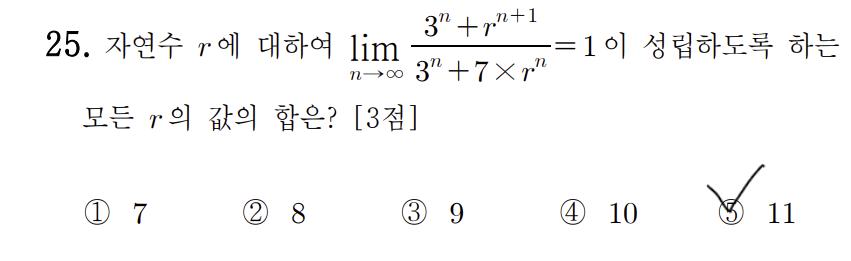 25. 자연수 r에 대하여 lim_{n→∞} \frac{3^n + r^{n+1}}{3^n + 7 × r^n} = 1이 성립하도록 하는
모든 r의 값의 합은? [3점]
① 7 ② 8 ③ 9 ④ 10 ⑤ 11